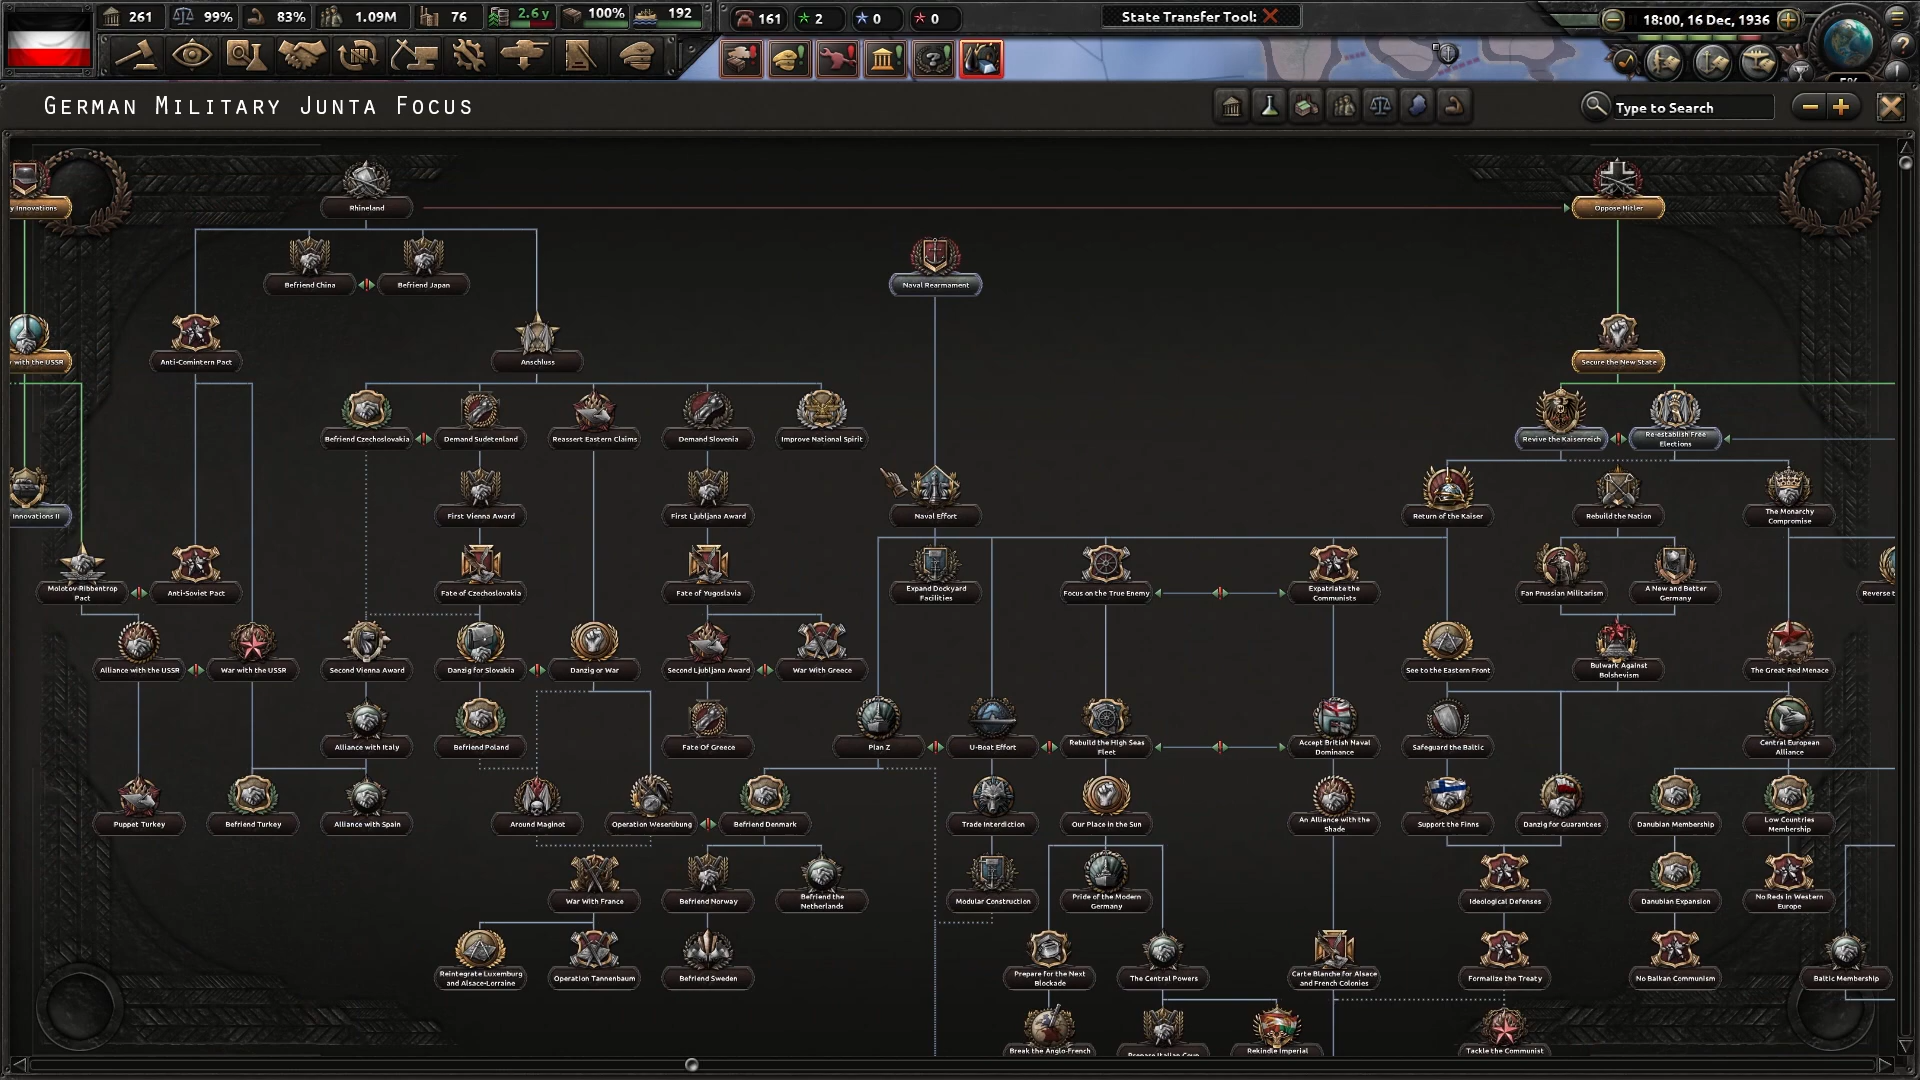 261
99%
83%
1.09M
76
2.6 y
100%
192
161
2
0
0
State Transfer Tool:
18:00, 16 Dec, 1936
5%
German Military Junta Focus
Type to Search
y Innovations
Rhineland
Oppose Hitler
Befriend China
Befriend Japan
Naval Rearmament
with the USSR
Anti-Comintern Pact
Anschluss
Secure the New State
Befriend Czechoslovakia
Demand Sudetenland
Reassert Eastern Claims
Demand Slovenia
Improve National Spirit
Revive the Kaiserreich
Re-establish Free
Elections
Innovations II
First Vienna Award
First Ljubljana Award
Naval Effort
Return of the Kaiser
Rebuild the Nation
The Monarchy
Compromise
Molotov-Ribbentrop
Pact
Anti-Soviet Pact
Fate of Czechoslovakia
Fate of Yugoslavia
Expand Dockyard
Facilities
Focus on the True Enemy
Expatriate the
Communists
Fan Prussian Militarism
A New and Better
Germany
Reverse t
Alliance with the USSR
War with the USSR
Second Vienna Award
Danzig for Slovakia
Danzig or War
Second Ljubljana Award
War With Greece
See to the Eastern Front
Bulwark Against
Bolshevism
The Great Red Menace
Alliance with Italy
Befriend Poland
Fate Of Greece
Plan Z
U-Boat Effort
Rebuild the High Seas
Fleet
Accept British Naval
Dominance
Safeguard the Baltic
Central European
Alliance
Puppet Turkey
Befriend Turkey
Alliance with Spain
Around Maginot
Operation Weserübung
Befriend Denmark
Trade Interdiction
Our Place in the Sun
An Alliance with the
Shade
Support the Finns
Danzig for Guarantees
Danubian Membership
Low Countries
Membership
War With France
Befriend Norway
Befriend the
Netherlands
Modular Construction
Pride of the Modern
Germany
Ideological Defenses
Danubian Expansion
No Reds in Western
Europe
Reintegrate Luxemburg
and Alsace-Lorraine
Operation Tannenbaum
Befriend Sweden
Prepare for the Next
Blockade
The Central Powers
Carte Blanche for Alsace
and French Colonies
Formalize the Treaty
No Balkan Communism
Baltic Membership
Break the Anglo-French
Prepare Italian Coup
Rekindle Imperial
Tackle the Communist